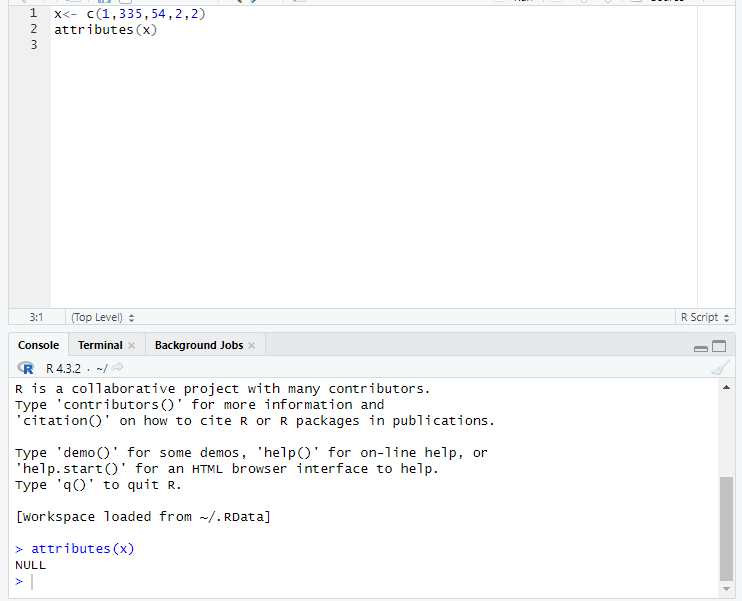 1 x<- c(1,335,54,2,2)
2 attributes(x)
3
3:1 (Top Level) R Script
Console Terminal Background Jobs
R R 4.3.2 · ~/
R is a collaborative project with many contributors.
Type 'contributors()' for more information and
'citation()' on how to cite R or R packages in publications.
Type 'demo()' for some demos, 'help()' for on-line help, or
'help.start()' for an HTML browser interface to help.
Type 'q()' to quit R.
[Workspace loaded from ~/.RData]
> attributes(x)
NULL
>